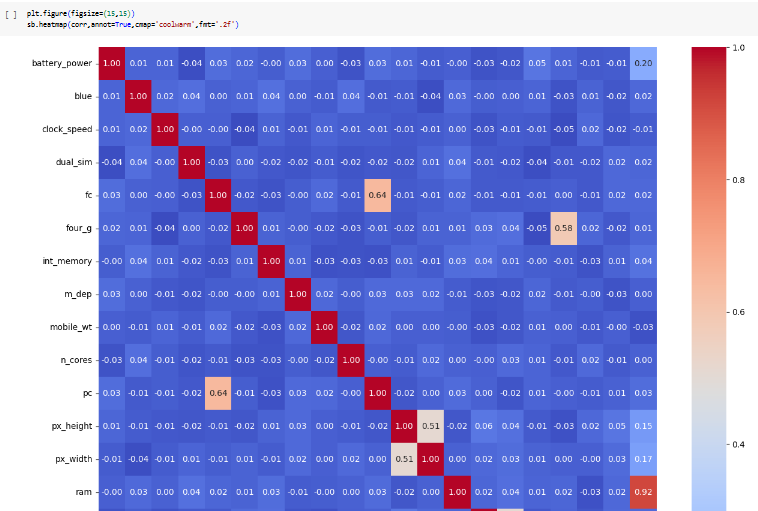 [ ] plt.figure(figsize=(15,15))
sb.heatmap(corr,annot=True,cmap='coolwarm',fmt='.2f')
battery_power 1.00 0.01 0.01 -0.04 0.03 0.02 -0.00 0.03 0.00 -0.03 0.03 0.01 -0.01 -0.00 -0.03 -0.02 0.05 0.01 -0.01 -0.01 0.20 1.0
blue 0.01 1.00 0.02 0.04 0.00 0.01 0.04 0.00 -0.01 0.04 -0.01 -0.01 -0.04 0.03 -0.00 0.00 0.01 -0.03 0.01 -0.02 0.02
clock_speed 0.01 0.02 1.00 -0.00 -0.00 -0.04 0.01 -0.01 0.01 -0.01 -0.01 -0.01 -0.01 0.00 -0.03 -0.01 -0.01 -0.05 0.02 -0.02 -0.01
dual_sim -0.04 0.04 -0.00 1.00 -0.03 0.00 -0.02 -0.02 -0.01 -0.02 -0.02 -0.02 0.01 0.04 -0.01 -0.02 -0.04 -0.01 -0.02 0.02 0.02
0.8
fc 0.03 0.00 -0.00 -0.03 1.00 -0.02 -0.03 -0.00 0.02 -0.01 0.64 -0.01 -0.01 0.02 -0.01 -0.01 -0.01 0.00 -0.01 0.02 0.02
four_g 0.02 0.01 -0.04 0.00 -0.02 1.00 0.01 -0.00 -0.02 -0.03 -0.01 -0.02 0.01 0.01 0.03 0.04 -0.05 0.58 0.02 -0.02 0.01
int_memory -0.00 0.04 0.01 -0.02 -0.03 0.01 1.00 0.01 -0.03 -0.03 -0.03 0.01 -0.01 0.03 0.04 0.01 -0.00 -0.01 -0.03 0.01 0.04
m_dep 0.03 0.00 -0.01 -0.02 -0.00 -0.00 0.01 1.00 0.02 -0.00 0.03 0.03 0.02 -0.01 -0.03 -0.02 0.02 -0.01 -0.00 -0.03 0.00
0.6
mobile_wt 0.00 -0.01 0.01 -0.01 0.02 -0.02 -0.03 0.02 1.00 -0.02 0.02 0.00 0.00 -0.00 -0.03 -0.02 0.01 0.00 -0.01 -0.00 -0.03
n_cores -0.03 0.04 -0.01 -0.02 -0.01 -0.03 -0.03 -0.00 -0.02 1.00 -0.00 -0.01 0.02 0.00 -0.00 0.03 0.01 -0.01 0.02 -0.01 0.00
pc 0.03 -0.01 -0.01 -0.02 0.64 -0.01 -0.03 0.03 0.02 -0.00 1.00 -0.02 0.00 0.03 0.00 -0.02 0.01 -0.00 -0.01 0.01 0.03
px_height 0.01 -0.01 -0.01 -0.02 -0.01 -0.02 0.01 0.03 0.00 -0.01 -0.02 1.00 0.51 -0.02 0.06 0.04 -0.01 -0.03 0.02 0.05 0.15
px_width -0.01 -0.04 -0.01 0.01 -0.01 0.01 -0.01 0.02 0.00 0.02 0.00 0.51 1.00 0.00 0.02 0.03 0.01 0.00 -0.00 0.03 0.17
0.4
ram -0.00 0.03 0.00 0.04 0.02 0.01 0.03 -0.01 -0.00 0.00 0.03 -0.02 0.00 1.00 0.02 0.04 0.01 0.02 -0.03 0.02 0.92